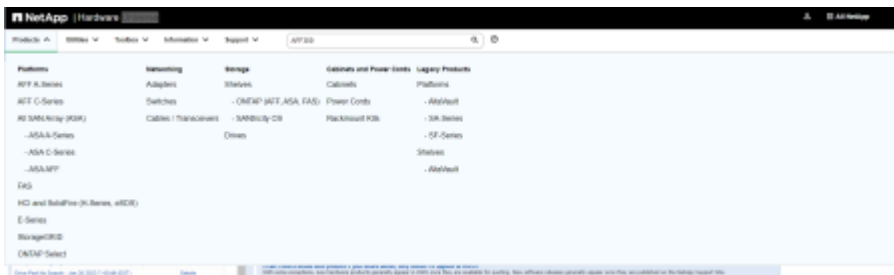 NetApp | Hardware
All NetApp
Products Utilities Toolbox Information Support
Platforms
AFF A-Series
AFF C-Series
All SAN Array (ASA)
- ASA A-Series
- ASA C-Series
- ASA AFF
FAS
HCI and SolidFire (H-Series, eSDS)
E-Series
StorageGRID
ONTAP Select
Networking
Adapters
Switches
Cables / Transceivers
Storage
Shelves
- ONTAP (AFF, ASA, FAS)
- SANtricity OS
Drives
Cabinets and Power Cords
Cabinets
Power Cords
Rackmount Kits
Legacy Products
Platforms
- AltaVault
- SA-Series
- SF-Series
Shelves
- AltaVault
Details